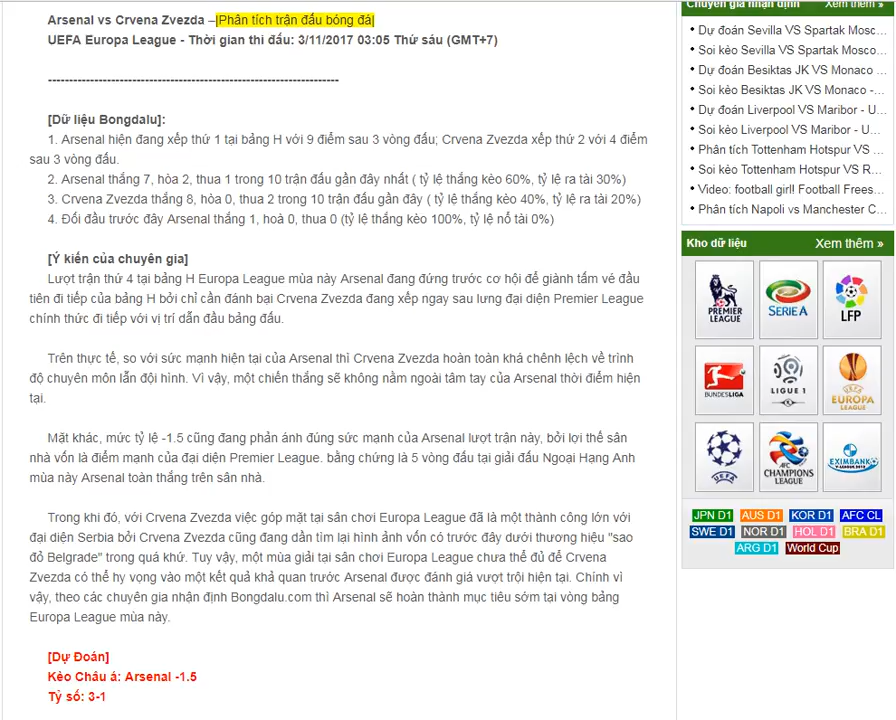 Arsenal vs Crvena Zvezda –|Phân tích trận đấu bóng đá|
UEFA Europa League - Thời gian thi đấu: 3/11/2017 03:05 Thứ sáu (GMT+7)
--------------------------------------------------------------------
[Dữ liệu Bongdalu]:
1. Arsenal hiện đang xếp thứ 1 tại bảng H với 9 điểm sau 3 vòng đấu; Crvena Zvezda xếp thứ 2 với 4 điểm
sau 3 vòng đấu.
2. Arsenal thắng 7, hòa 2, thua 1 trong 10 trận đấu gần đây nhất ( tỷ lệ thắng kèo 60%, tỷ lệ ra tài 30%)
3. Crvena Zvezda thắng 8, hòa 0, thua 2 trong 10 trận đấu gần đây ( tỷ lệ thắng kèo 40%, tỷ lệ ra tài 20%)
4. Đối đầu trước đây Arsenal thắng 1, hoà 0, thua 0 (tỷ lệ thắng kèo 100%, tỷ lệ nổ tài 0%)
[Ý kiến của chuyên gia]
Lượt trận thứ 4 tại bảng H Europa League mùa này Arsenal đang đứng trước cơ hội để giành tấm vé đầu
tiên đi tiếp của bảng H bởi chỉ cần đánh bại Crvena Zvezda đang xếp ngay sau lưng đại diện Premier League
chính thức đi tiếp với vị trí dẫn đầu bảng đấu.
Trên thực tế, so với sức mạnh hiện tại của Arsenal thì Crvena Zvezda hoàn toàn khá chênh lệch về trình
độ chuyên môn lẫn đội hình. Vì vậy, một chiến thắng sẽ không nằm ngoài tâm tay của Arsenal thời điểm hiện
tại.
Mặt khác, mức tỷ lệ -1.5 cũng đang phản ánh đúng sức mạnh của Arsenal lượt trận này, bởi lợi thế sân
nhà vốn là điểm mạnh của đại diện Premier League. bằng chứng là 5 vòng đấu tại giải đấu Ngoại Hạng Anh
mùa này Arsenal toàn thắng trên sân nhà.
Trong khi đó, với Crvena Zvezda việc góp mặt tại sân chơi Europa League đã là một thành công lớn với
đại diện Serbia bởi Crvena Zvezda cũng đang dần tìm lại hình ảnh vốn có trước đây dưới thương hiệu "sao
đỏ Belgrade" trong quá khứ. Tuy vậy, một mùa giải tại sân chơi Europa League chưa thể đủ để Crvena
Zvezda có thể hy vọng vào một kết quả khả quan trước Arsenal được đánh giá vượt trội hiện tại. Chính vì
vậy, theo các chuyên gia nhận định Bongdalu.com thì Arsenal sẽ hoàn thành mục tiêu sớm tại vòng bảng
Europa League mùa này.
[Dự Đoán]
Kèo Châu á: Arsenal -1.5
Tỷ số: 3-1
Chuyên gia nhận định Xem thêm »
Dự đoán Sevilla VS Spartak Mosc...
Soi kèo Sevilla VS Spartak Mosco...
Dự đoán Besiktas JK VS Monaco ...
Soi kèo Besiktas JK VS Monaco -...
Dự đoán Liverpool VS Maribor - U...
Soi kèo Liverpool VS Maribor - U...
Phân tích Tottenham Hotspur VS ...
Soi kèo Tottenham Hotspur VS R...
Video: football girl! Football Frees...
Phân tích Napoli vs Manchester C...
Kho dữ liệu Xem thêm »
PREMIER LEAGUE
SERIE A
LFP
BUNDESLIGA
LIGUE 1
UEFA EUROPA LEAGUE
UEFA
AFC CHAMPIONS LEAGUE
EXIMBANK
JPN D1 AUS D1 KOR D1 AFC CL
SWE D1 NOR D1 HOL D1 BRA D1
ARG D1 World Cup